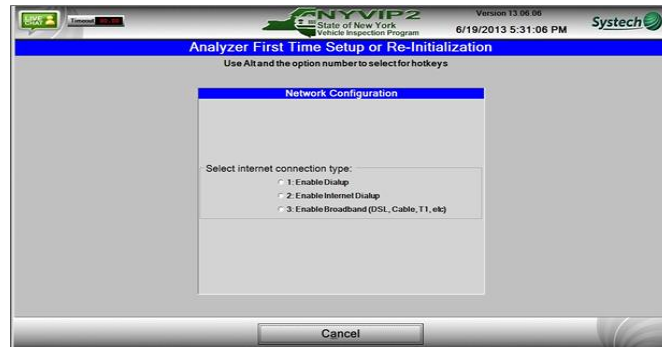 LIVE CHAT
Timeout
NYVIP2
State of New York
Vehicle Inspection Program
Version 13.06.06
6/19/2013 5:31:06 PM
Systech
Analyzer First Time Setup or Re-Initialization
Use Alt and the option number to select for hotkeys
Network Configuration
Select internet connection type:
1: Enable Dialup
2: Enable Internet Dialup
3: Enable Broadband (DSL, Cable, T1, etc)
Cancel